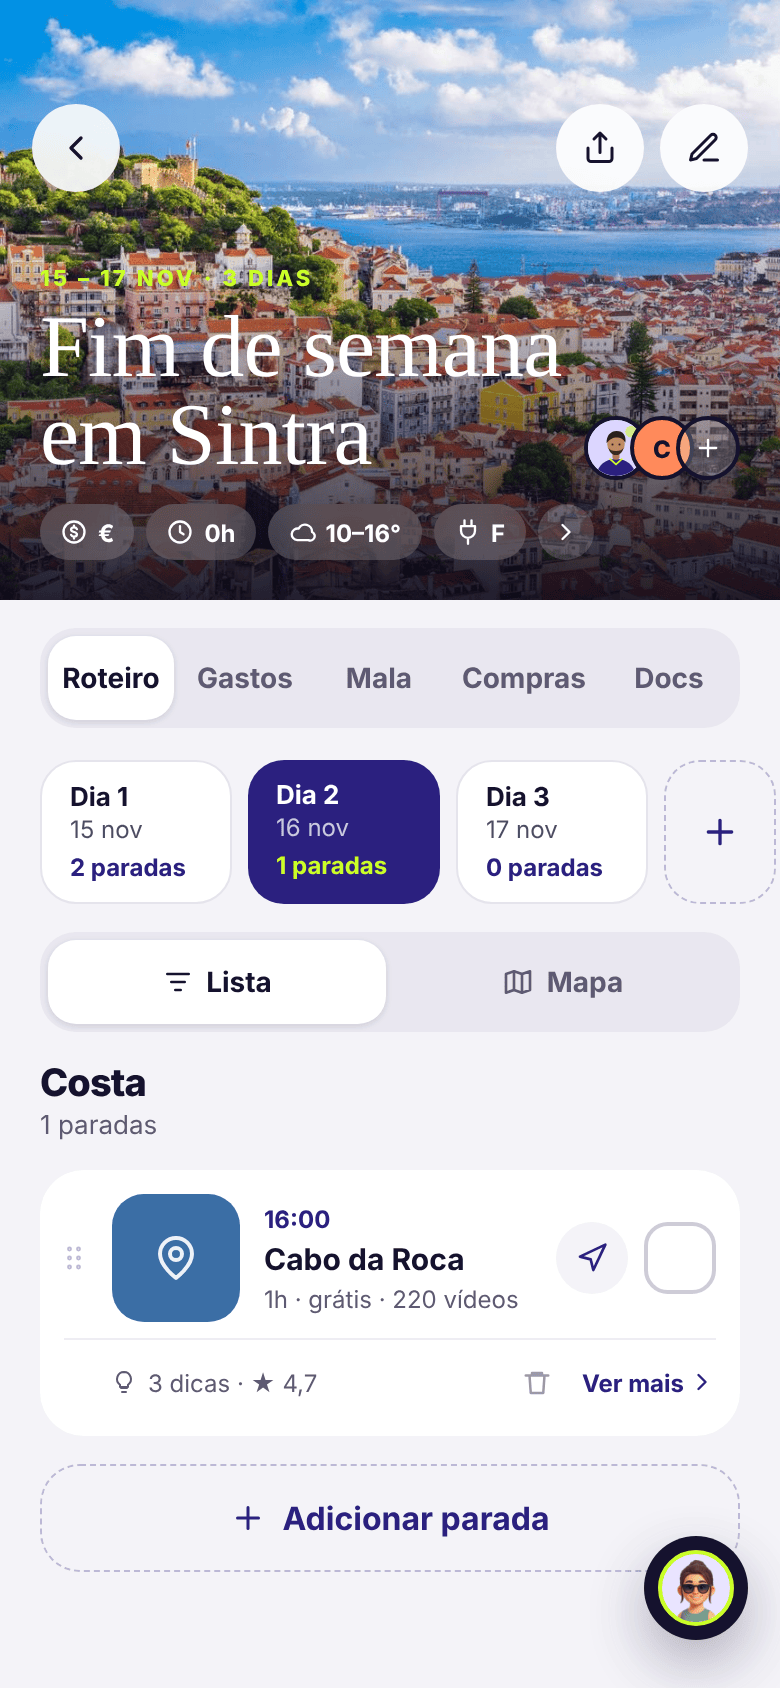 15 – 17 NOV · 3 DIAS
Fim de semana
em Sintra
C
€
0h
10–16°
F
Roteiro
Gastos
Mala
Compras
Docs
Dia 1
15 nov
2 paradas
Dia 2
16 nov
1 paradas
Dia 3
17 nov
0 paradas
Lista
Mapa
Costa
1 paradas
16:00
Cabo da Roca
1h · grátis · 220 vídeos
3 dicas · ★ 4,7
Ver mais
Adicionar parada